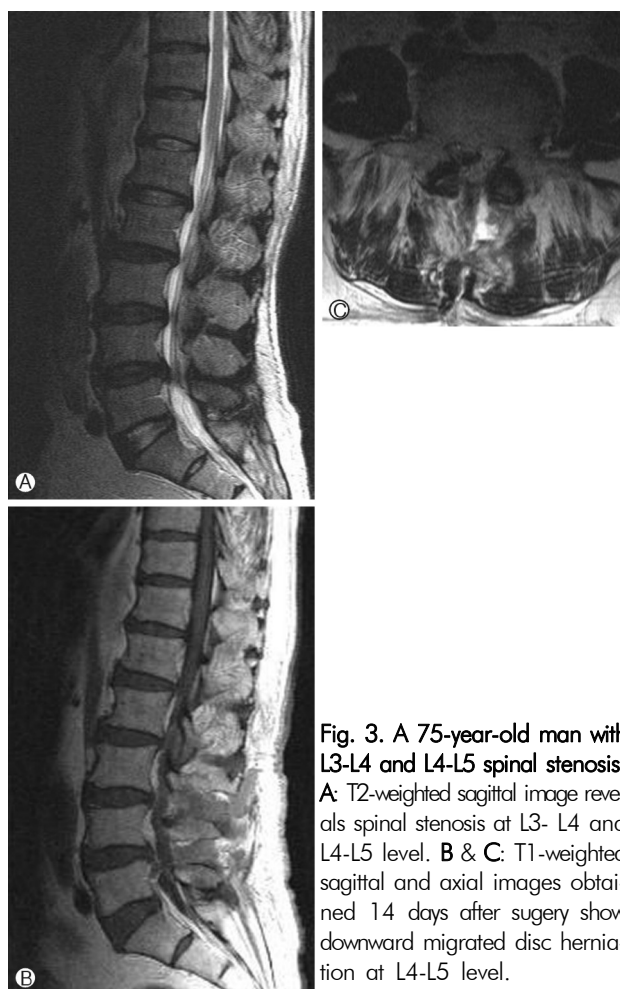 A
C
B
Fig. 3. A 75-year-old man with
L3-L4 and L4-L5 spinal stenosis.
A: T2-weighted sagittal image reve-
als spinal stenosis at L3- L4 and
L4-L5 level. B & C: T1-weighted
sagittal and axial images obtai-
ned 14 days after sugery show
downward migrated disc hernia-
tion at L4-L5 level.